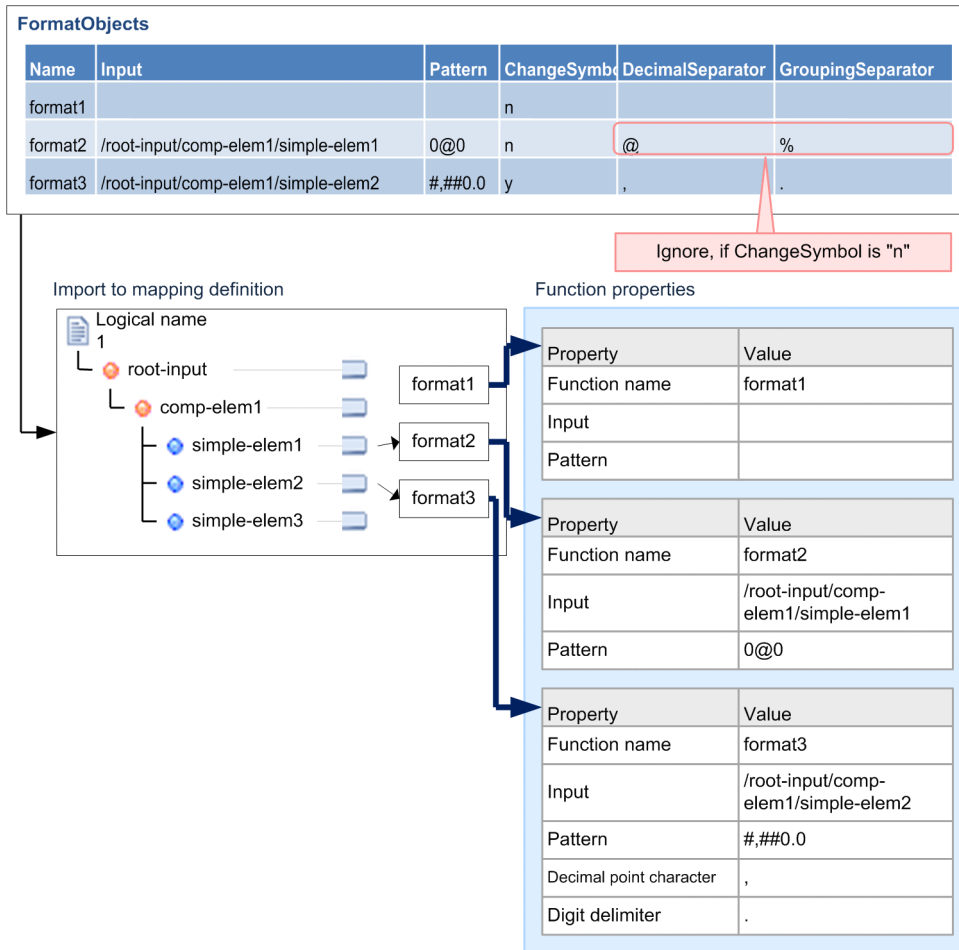 FormatObjects
Name Input Pattern ChangeSymbo DecimalSeparator GroupingSeparator
format1 n
format2 /root-input/comp-elem1/simple-elem1 0@0 n @ %
format3 /root-input/comp-elem1/simple-elem2 #,##0.0 y , .
Ignore, if ChangeSymbol is "n"
Import to mapping definition
Logical name
1
root-input
comp-elem1
simple-elem1
simple-elem2
simple-elem3
format1
format2
format3
Function properties
Property Value
Function name format1
Input
Pattern
Property Value
Function name format2
Input /root-input/comp-
elem1/simple-elem1
Pattern 0@0
Property Value
Function name format3
Input /root-input/comp-
elem1/simple-elem2
Pattern #,##0.0
Decimal point character ,
Digit delimiter .